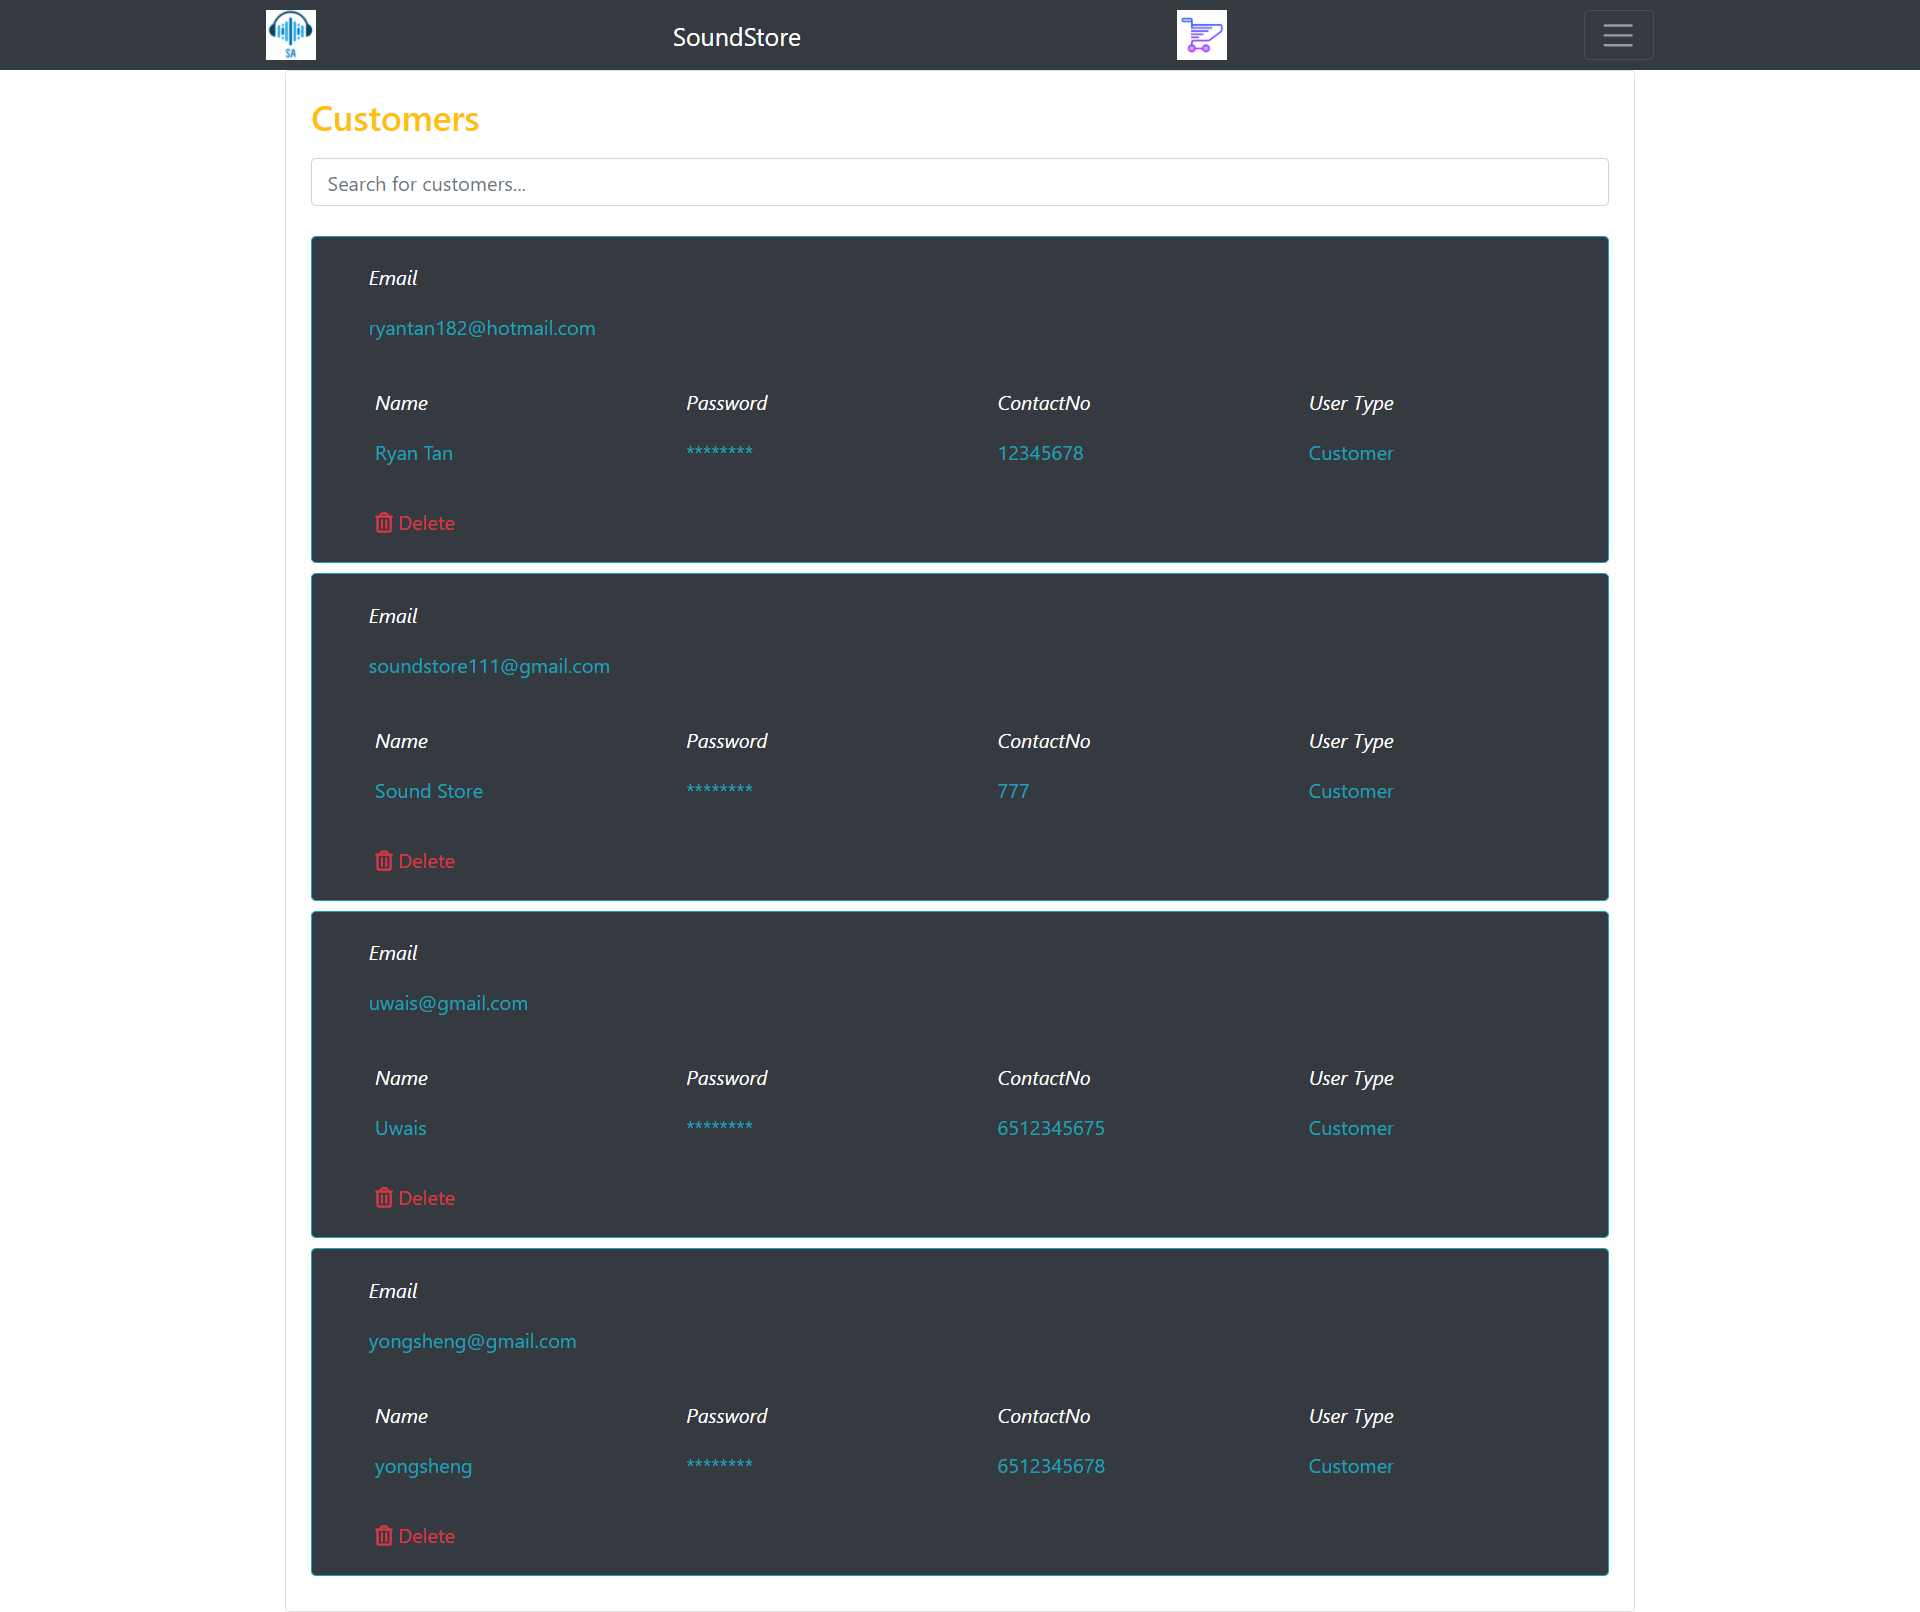 SA
SoundStore
Customers
Search for customers...
Email
ryantan182@hotmail.com
Name Password ContactNo User Type
Ryan Tan ******** 12345678 Customer
Delete
Email
soundstore111@gmail.com
Name Password ContactNo User Type
Sound Store ******** 777 Customer
Delete
Email
uwais@gmail.com
Name Password ContactNo User Type
Uwais ******** 6512345675 Customer
Delete
Email
yongsheng@gmail.com
Name Password ContactNo User Type
yongsheng ******** 6512345678 Customer
Delete